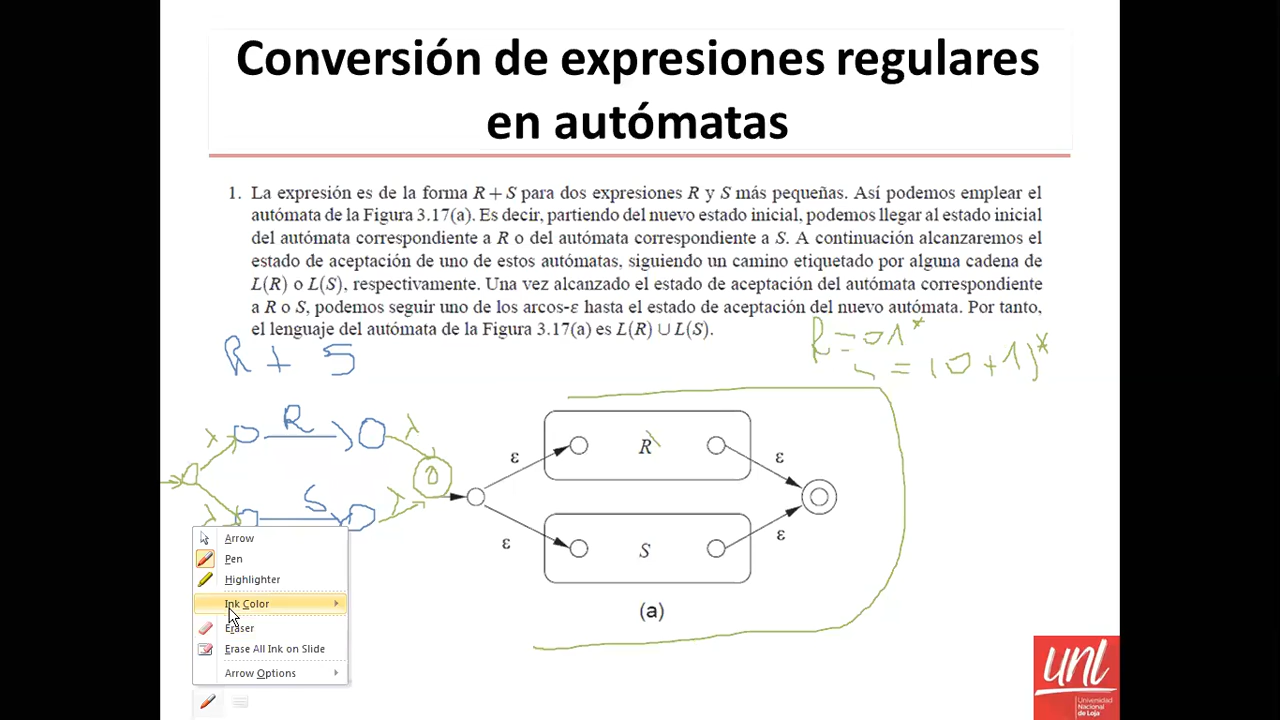 Conversión de expresiones regulares
en autómatas
1. La expresión es de la forma R + S para dos expresiones R y S más pequeñas. Así podemos emplear el
autómata de la Figura 3.17(a). Es decir, partiendo del nuevo estado inicial, podemos llegar al estado inicial
del autómata correspondiente a R o del autómata correspondiente a S. A continuación alcanzaremos el
estado de aceptación de uno de estos autómatas, siguiendo un camino etiquetado por alguna cadena de
L(R) o L(S), respectivamente. Una vez alcanzado el estado de aceptación del autómata correspondiente
a R o S, podemos seguir uno de los arcos-ε hasta el estado de aceptación del nuevo autómata. Por tanto,
el lenguaje del autómata de la Figura 3.17(a) es L(R) ∪ L(S).
R = 01*
= (0+1)*
R + S
λ R λ
λ S λ
ε R ε
ε S ε
(a)
Arrow
Pen
Highlighter
Ink Color
Eraser
Erase All Ink on Slide
Arrow Options
unl
Universidad
Nacional
de Loja